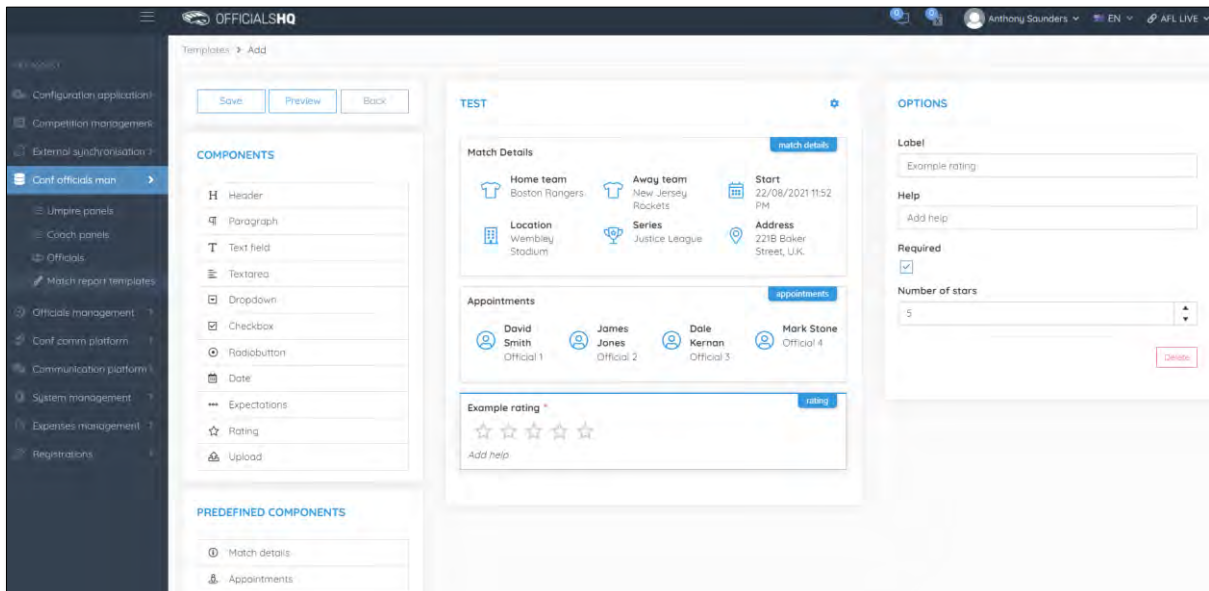 OFFICIALSHQ
0
0
Anthony Saunders
EN
AFL LIVE
Templates > Add
Configuration application
Competition managemen
External synchronisation
Conf officials man
Umpire panels
Coach panels
Officials
Match report templates
Officials management
Conf comm platform
Communication platform
System management
Expenses management
Registrations
Save
Preview
Back
COMPONENTS
H Header
Paragraph
T Text field
Textarea
Dropdown
Checkbox
Radiobutton
Date
Expectations
Rating
Upload
PREDEFINED COMPONENTS
Match details
Appointments
TEST
match details
Match Details
Home team
Boston Rangers
Away team
New Jersey
Rockets
Start
22/08/2021 11:52
PM
Location
Wembley
Stadium
Series
Justice League
Address
221B Baker
Street, U.K.
appointments
Appointments
David
Smith
Official 1
James
Jones
Official 2
Dale
Kernan
Official 3
Mark Stone
Official 4
rating
Example rating *
Add help
OPTIONS
Label
Example rating
Help
Add help
Required
Number of stars
5
Delete